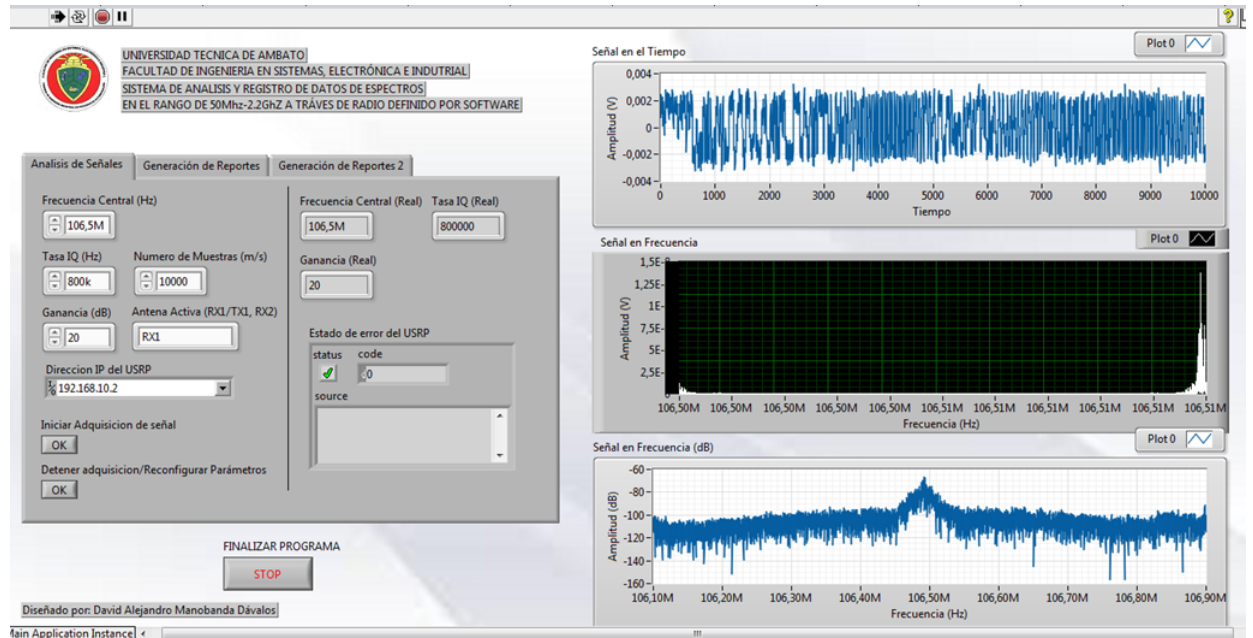 UNIVERSIDAD TECNICA DE AMBATO
FACULTAD DE INGENIERIA EN SISTEMAS, ELECTRÓNICA E INDUTRIAL
SISTEMA DE ANALISIS Y REGISTRO DE DATOS DE ESPECTROS
EN EL RANGO DE 50Mhz-2.2GhZ A TRÁVES DE RADIO DEFINIDO POR SOFTWARE
Analisis de Señales
Generación de Reportes
Generación de Reportes 2
Frecuencia Central (Hz)
106,5M
Tasa IQ (Hz)
Numero de Muestras (m/s)
800k
10000
Ganancia (dB)
Antena Activa (RX1/TX1, RX2)
20
RX1
Direccion IP del USRP
192.168.10.2
Iniciar Adquisicion de señal
OK
Detener adquisicion/Reconfigurar Parámetros
OK
Frecuencia Central (Real)
Tasa IQ (Real)
106,5M
800000
Ganancia (Real)
20
Estado de error del USRP
status
code
0
source
FINALIZAR PROGRAMA
STOP
Diseñado por: David Alejandro Manobanda Dávalos
Main Application Instance
Señal en el Tiempo
Plot 0
Amplitud (V)
0,004
0,002
0
-0,002
-0,004
0 1000 2000 3000 4000 5000 6000 7000 8000 9000 10000
Tiempo
Señal en Frecuencia
Plot 0
Amplitud (V)
1,25E-
1E-
7,5E-
5E-
2,5E-
106,50M 106,50M 106,50M 106,50M 106,50M 106,51M 106,51M 106,51M 106,51M 106,51M 106,51M
Frecuencia (Hz)
Señal en Frecuencia (dB)
Plot 0
Amplitud (dB)
-60
-80
-100
-120
-140
-160
106,10M 106,20M 106,30M 106,40M 106,50M 106,60M 106,70M 106,80M 106,90M
Frecuencia (Hz)